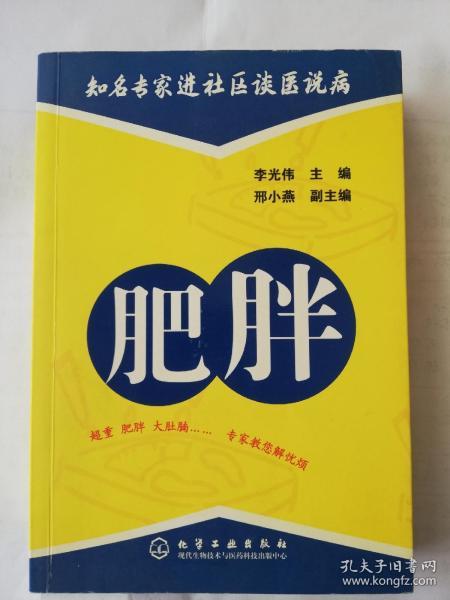 知名专家进社区谈医说病
李光伟 主编
邢小燕 副主编
肥胖
超重 肥胖 大肚腩…… 专家教您解忧烦
化学工业出版社
现代生物技术与医药科技出版中心
孔夫子旧书网
www.kongfz.com